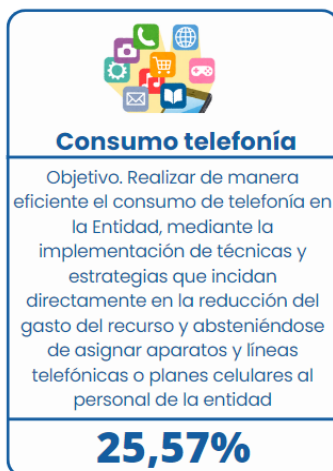 Consumo telefonía
Objetivo. Realizar de manera
eficiente el consumo de telefonía en
la Entidad, mediante la
implementación de técnicas y
estrategias que incidan
directamente en la reducción del
gasto del recurso y absteniéndose
de asignar aparatos y líneas
telefónicas o planes celulares al
personal de la entidad
25,57%